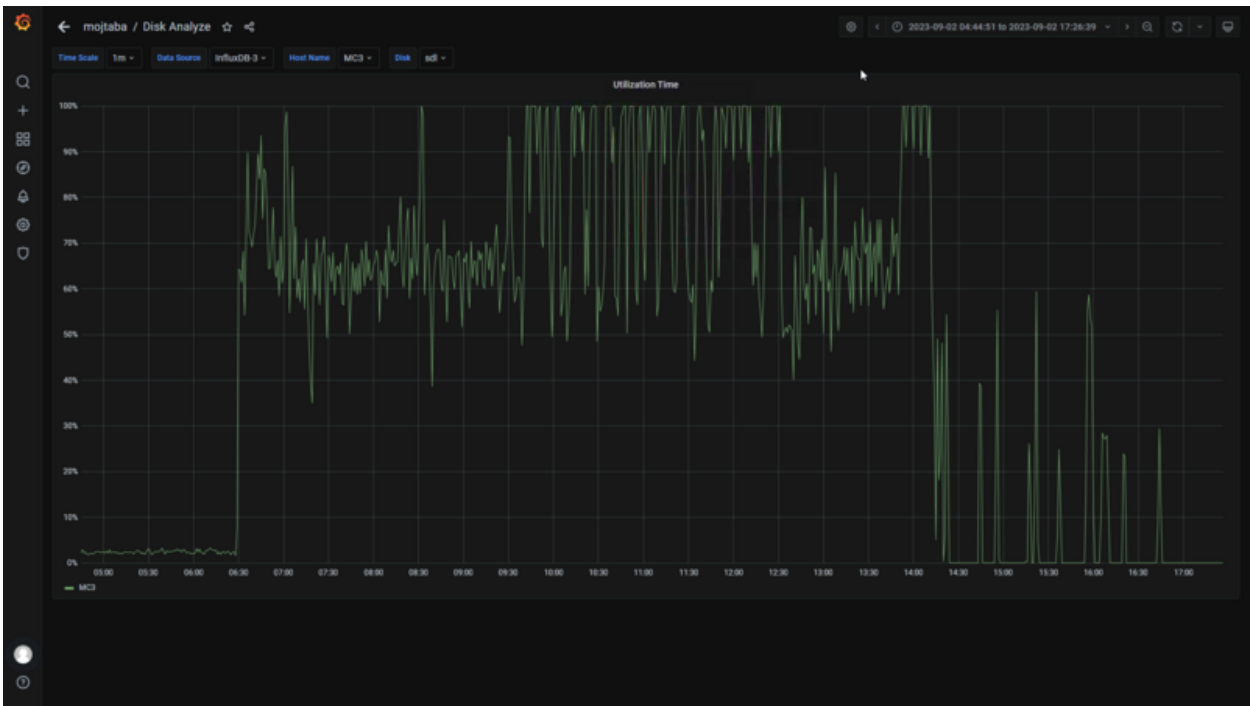 mojtaba / Disk Analyze
2023-09-02 04:44:51 to 2023-09-02 17:26:39
Time Scale 1m Data Source InfluxDB-3 Host Name MC3 Disk sdl
Utilization Time
100%
90%
80%
70%
60%
50%
40%
30%
20%
10%
0%
05:00 05:30 06:00 06:30 07:00 07:30 08:00 08:30 09:00 09:30 10:00 10:30 11:00 11:30 12:00 12:30 13:00 13:30 14:00 14:30 15:00 15:30 16:00 16:30 17:00
MC3